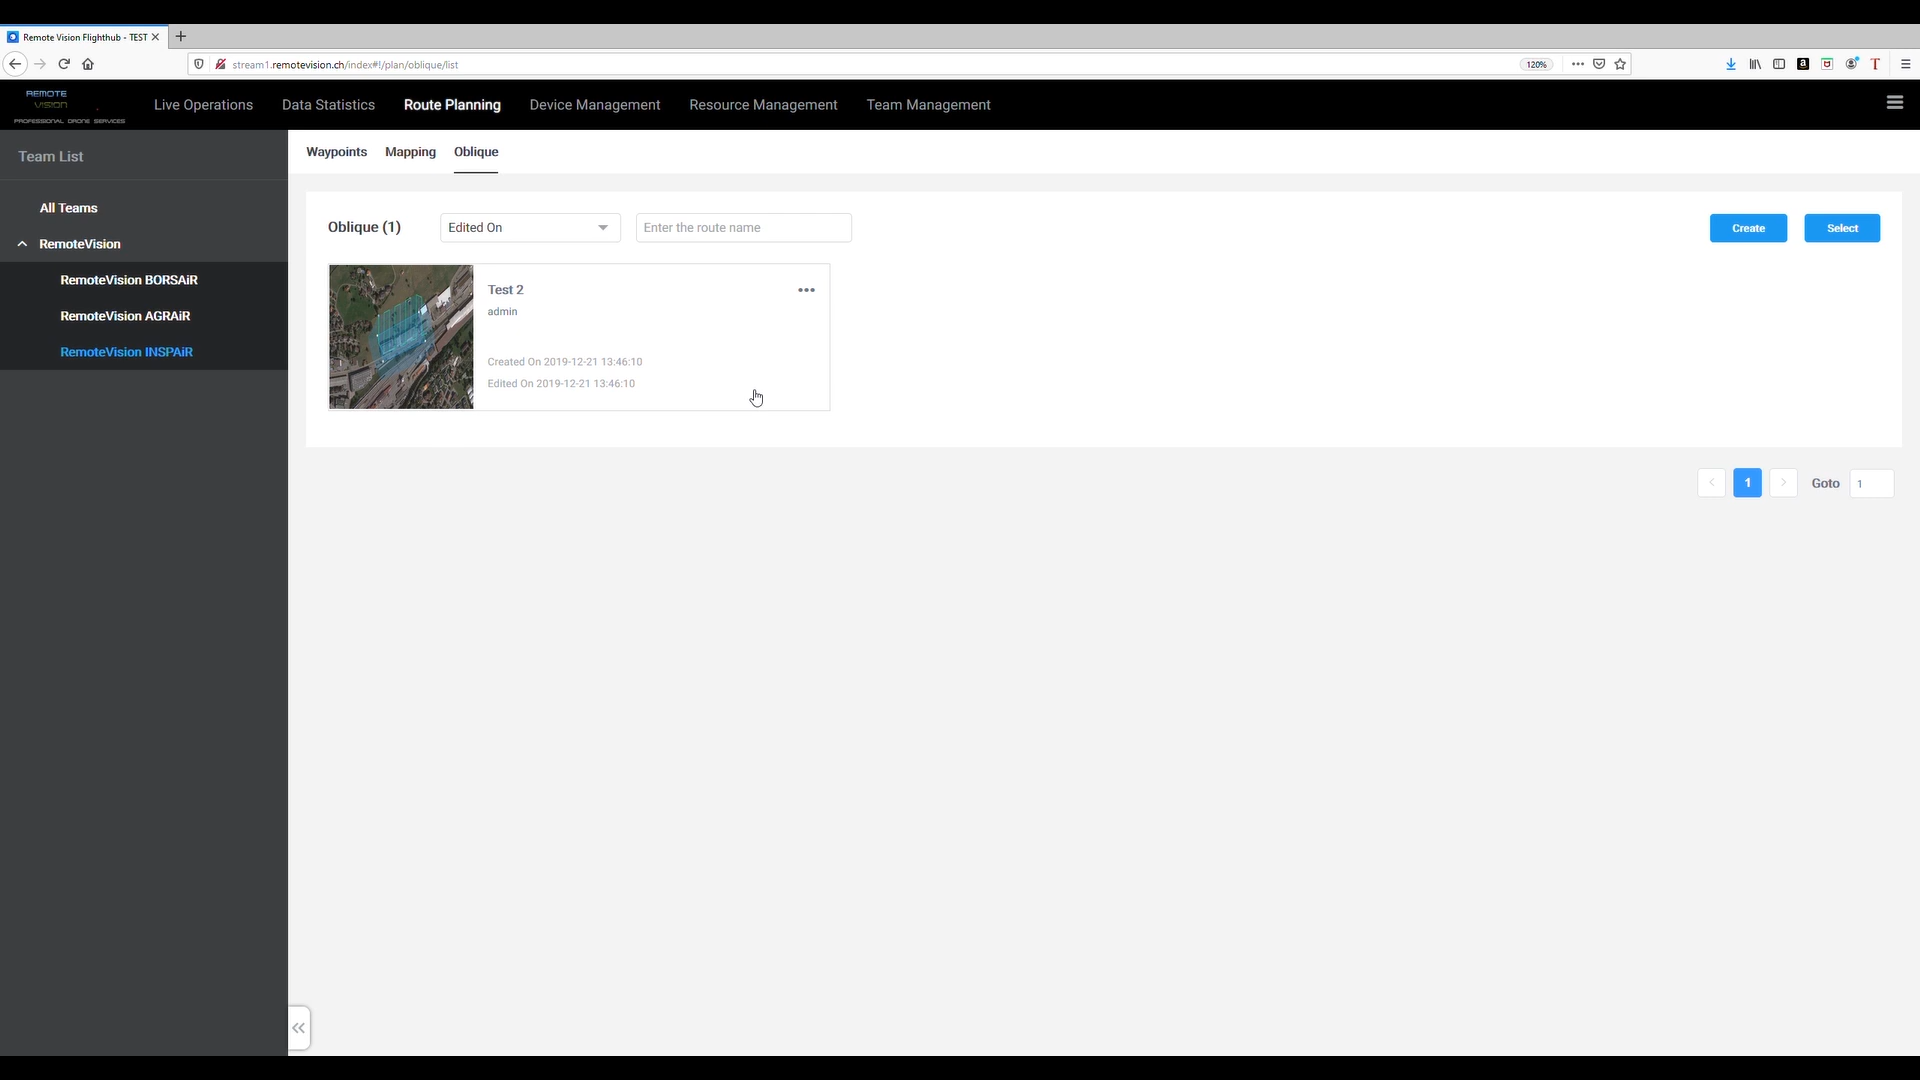 Remote Vision Flighthub - TEST
stream1.remotevision.ch/index#!/plan/oblique/list
120%
REMOTE
VISION
PROFESSIONAL DRONE SERVICES
Live Operations
Data Statistics
Route Planning
Device Management
Resource Management
Team Management
Team List
All Teams
RemoteVision
RemoteVision BORSAiR
RemoteVision AGRAiR
RemoteVision INSPAiR
Waypoints
Mapping
Oblique
Oblique (1)
Edited On
Enter the route name
Create
Select
Test 2
admin
Created On 2019-12-21 13:46:10
Edited On 2019-12-21 13:46:10
1
Goto
1